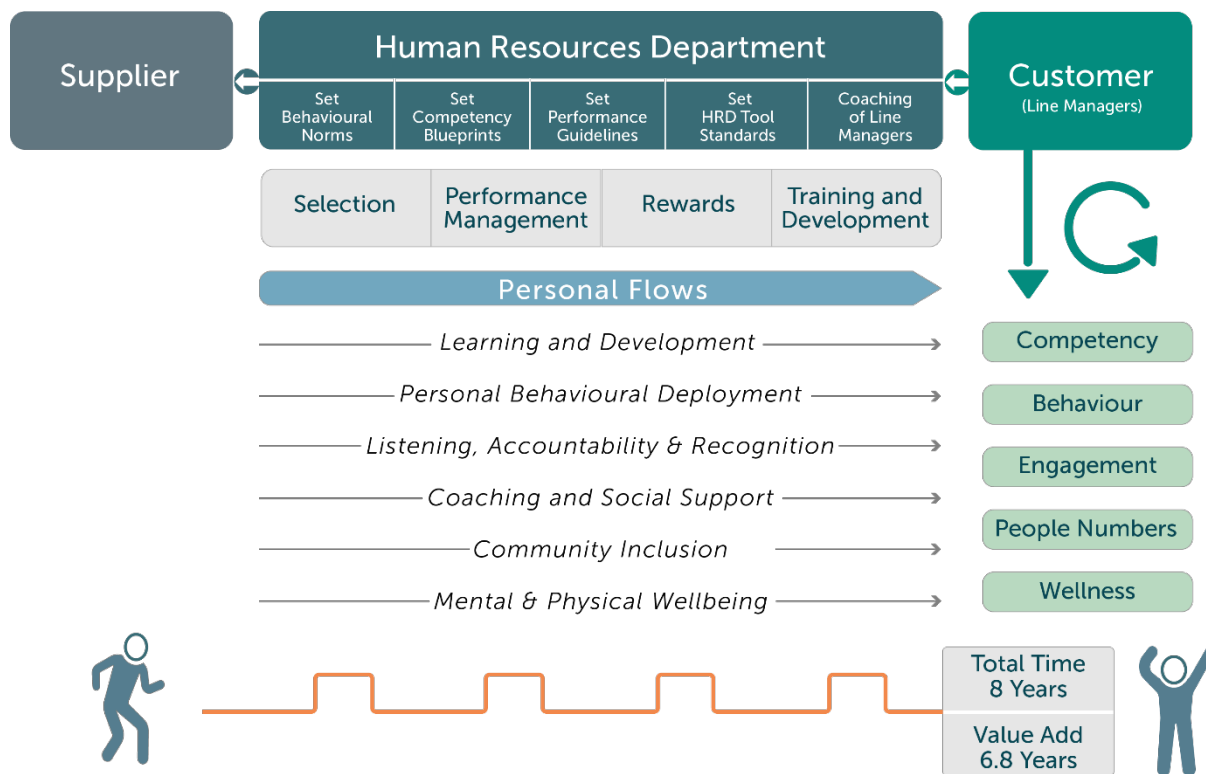 Supplier
Human Resources Department
Customer
(Line Managers)
Set
Behavioural
Norms
Set
Competency
Blueprints
Set
Performance
Guidelines
Set
HRD Tool
Standards
Coaching
of Line
Managers
Selection
Performance
Management
Rewards
Training and
Development
Personal Flows
Learning and Development
Personal Behavioural Deployment
Listening, Accountability & Recognition
Coaching and Social Support
Community Inclusion
Mental & Physical Wellbeing
Competency
Behaviour
Engagement
People Numbers
Wellness
Total Time
8 Years
Value Add
6.8 Years